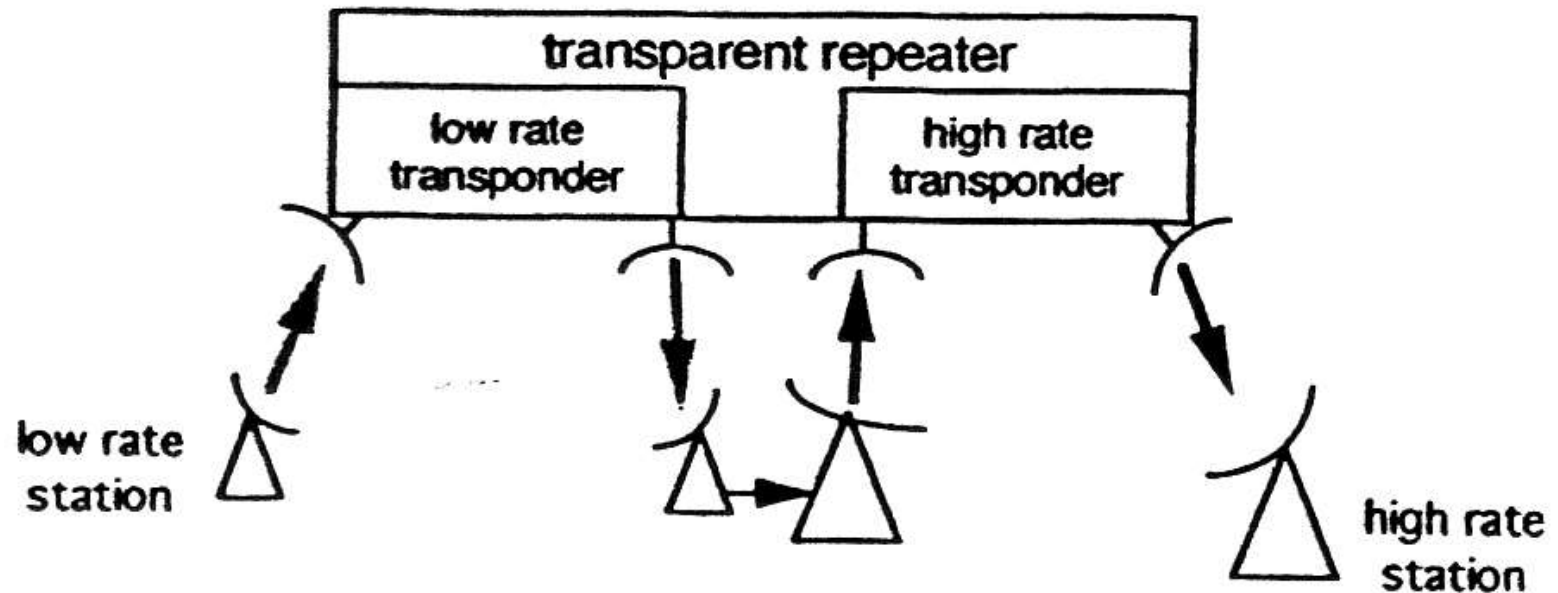 transparent repeater
low rate
transponder
high rate
transponder
low rate
station
high rate
station